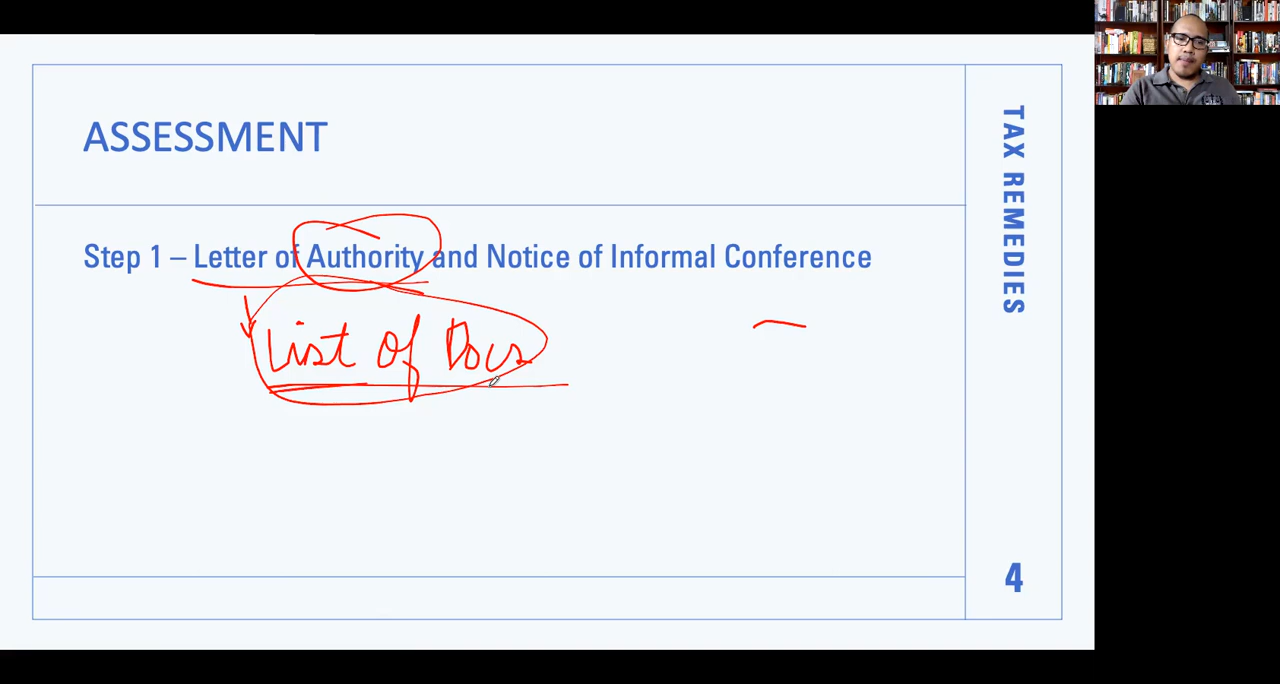 ASSESSMENT
Step 1 – Letter of Authority and Notice of Informal Conference
List of Docs
TAX REMEDIES
4